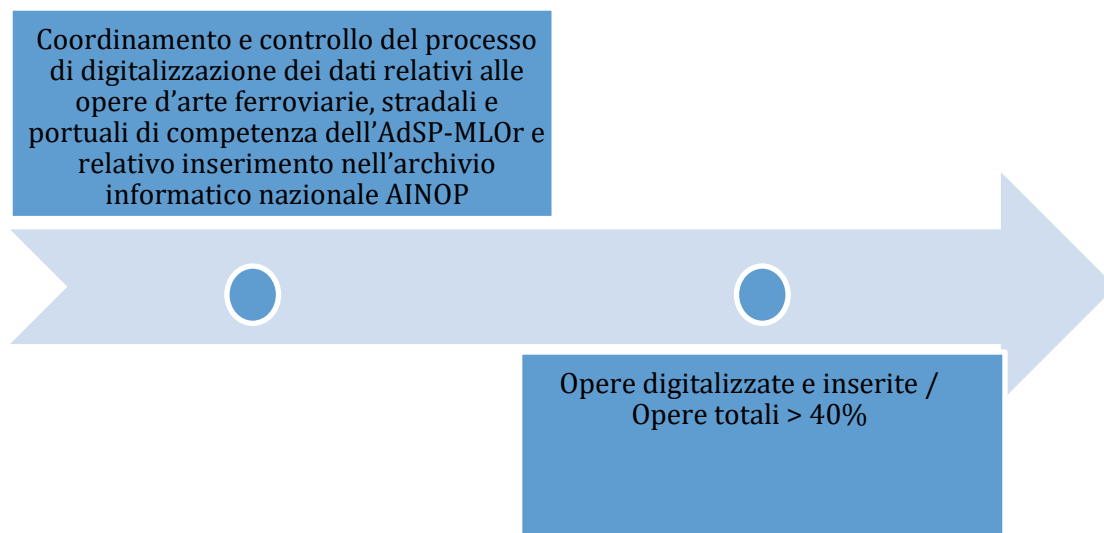 Coordinamento e controllo del processo
di digitalizzazione dei dati relativi alle
opere d’arte ferroviarie, stradali e
portuali di competenza dell’AdSP-MLOr e
relativo inserimento nell’archivio
informatico nazionale AINOP
Opere digitalizzate e inserite /
Opere totali > 40%